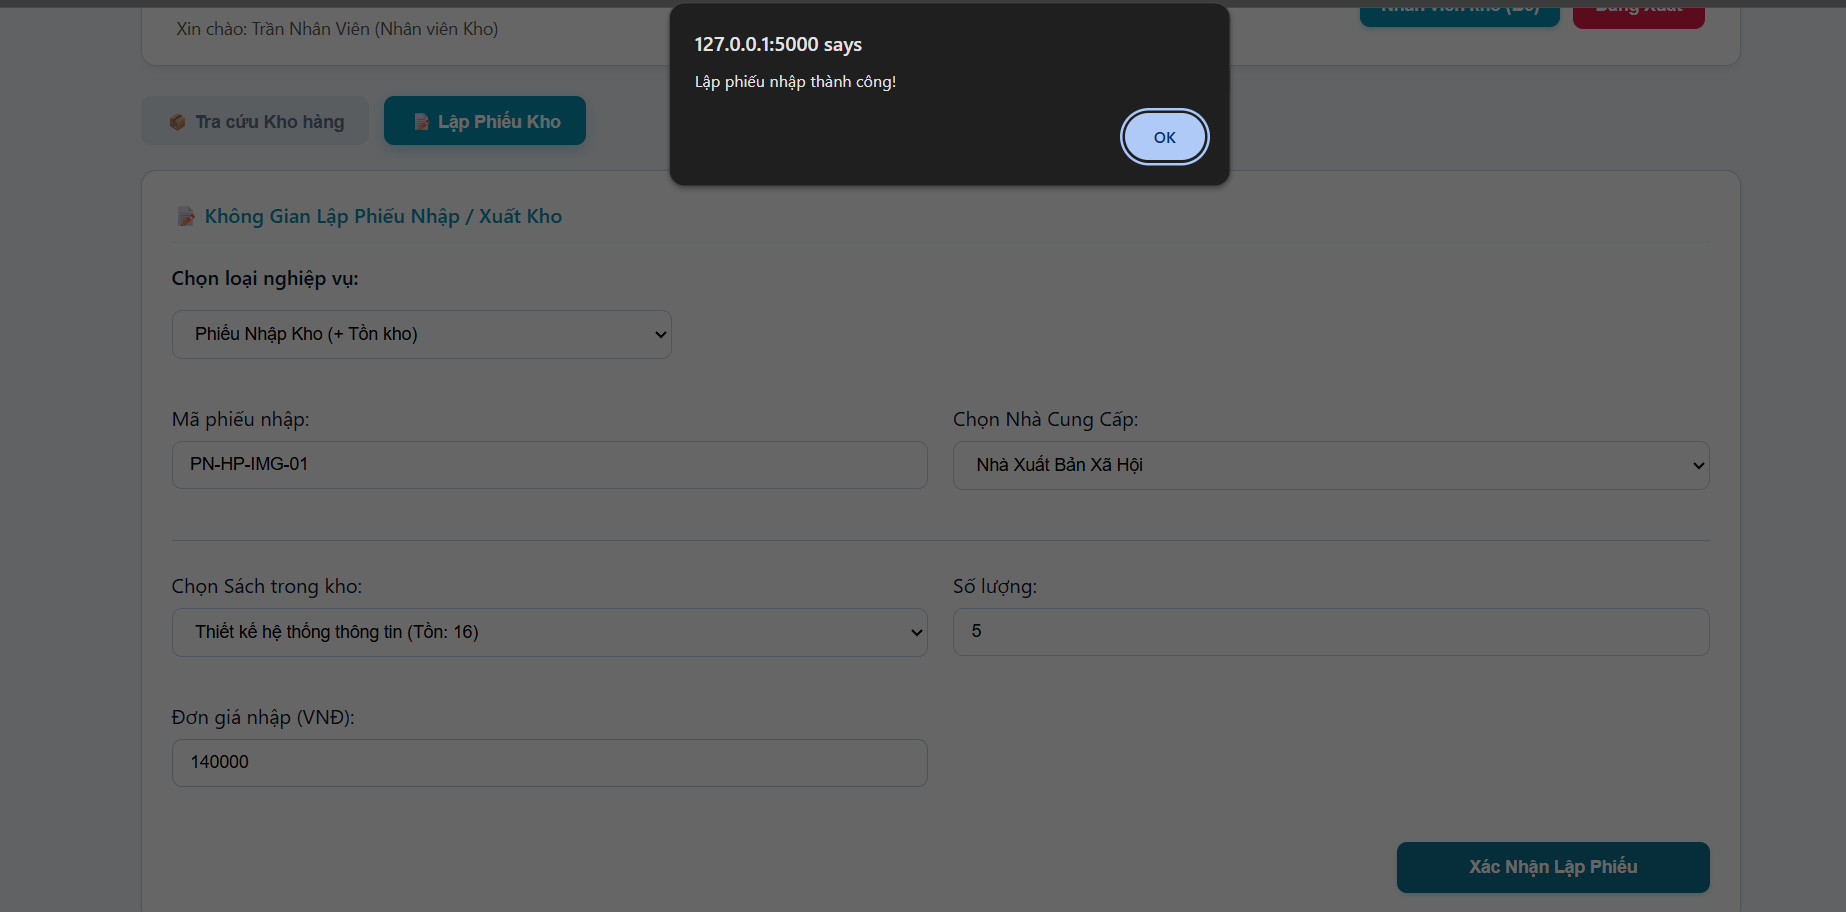 Xin chào: Trần Nhân Viên (Nhân viên Kho)
127.0.0.1:5000 says
Lập phiếu nhập thành công!
OK
Tra cứu Kho hàng
Lập Phiếu Kho
Không Gian Lập Phiếu Nhập / Xuất Kho
Chọn loại nghiệp vụ:
Phiếu Nhập Kho (+ Tồn kho)
Mã phiếu nhập:
Chọn Nhà Cung Cấp:
PN-HP-IMG-01
Nhà Xuất Bản Xã Hội
Chọn Sách trong kho:
Số lượng:
Thiết kế hệ thống thông tin (Tồn: 16)
5
Đơn giá nhập (VNĐ):
140000
Xác Nhận Lập Phiếu